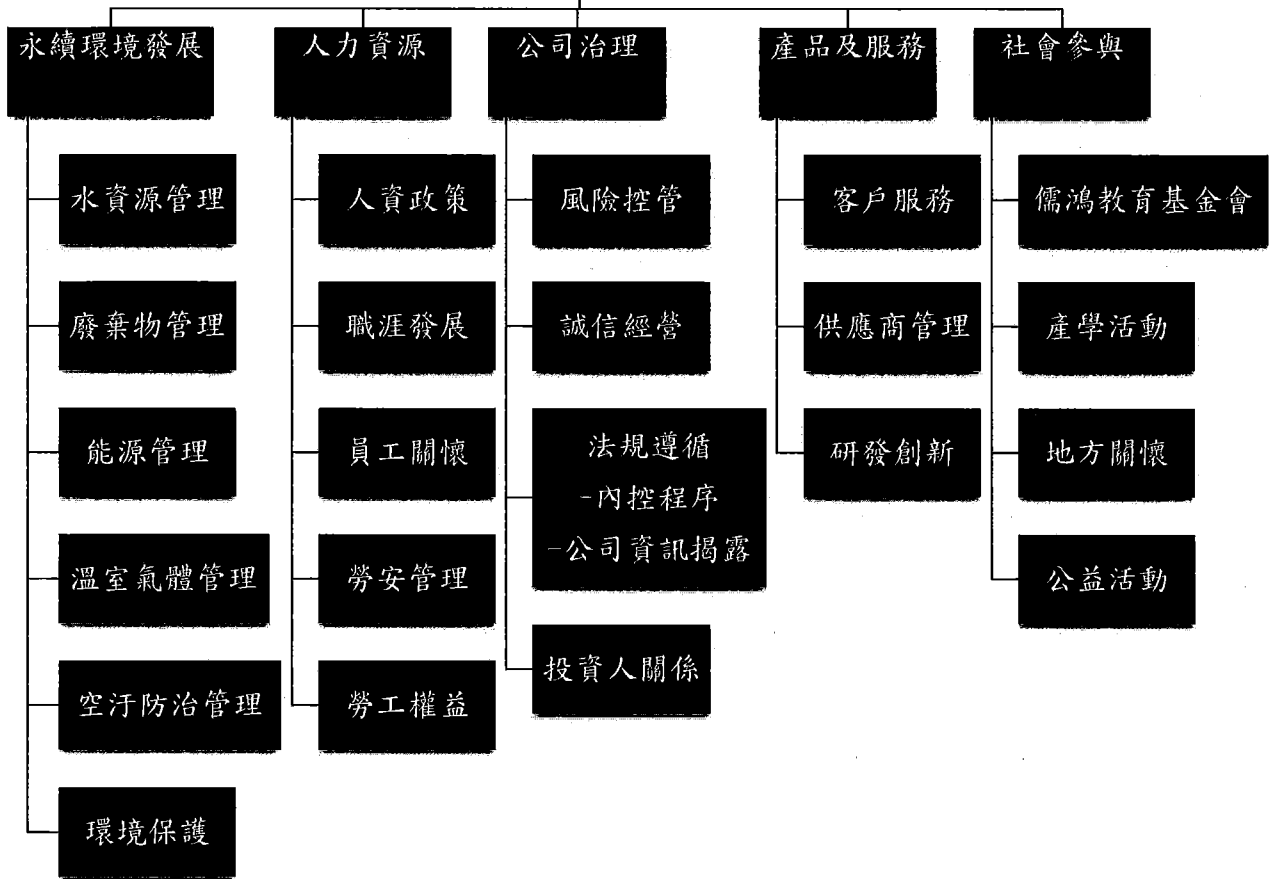 永續環境發展
水資源管理
廢棄物管理
能源管理
溫室氣體管理
空汙防治管理
環境保護
人力資源
人資政策
職涯發展
員工關懷
勞安管理
勞工權益
公司治理
風險控管
誠信經營
法規遵循
-內控程序
-公司資訊揭露
投資人關係
產品及服務
客戶服務
供應商管理
研發創新
社會參與
儒鴻教育基金會
產學活動
地方關懷
公益活動